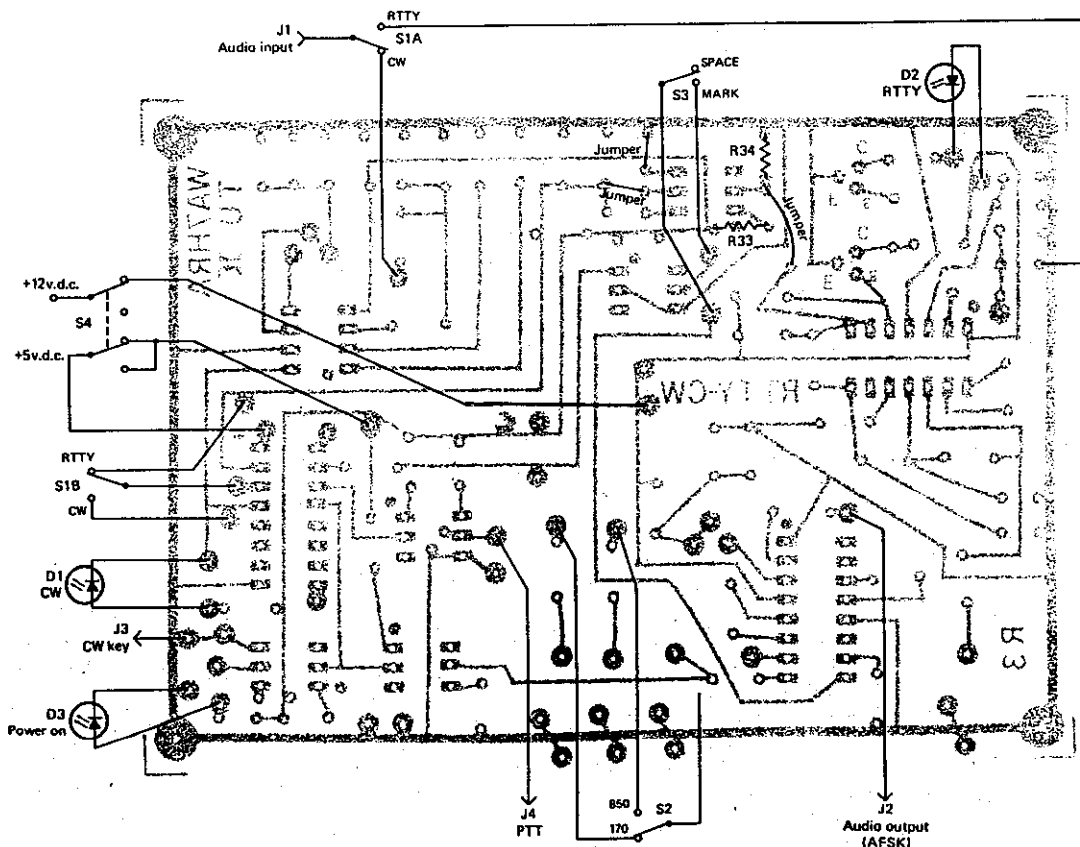 RTTY
J1
S1A
Audio input
CW
SPACE
D2
RTTY
S3
MARK
Jumper
R34
Jumper
Jumper
R33
C
E
C
E
+12v.d.c.
S4
+5v.d.c.
RTTY-CW
RTTY
S1B
CW
D1
CW
J3
CW key
D3
Power on
850
S2
170
J4
PTT
J2
Audio output
(AFSK)